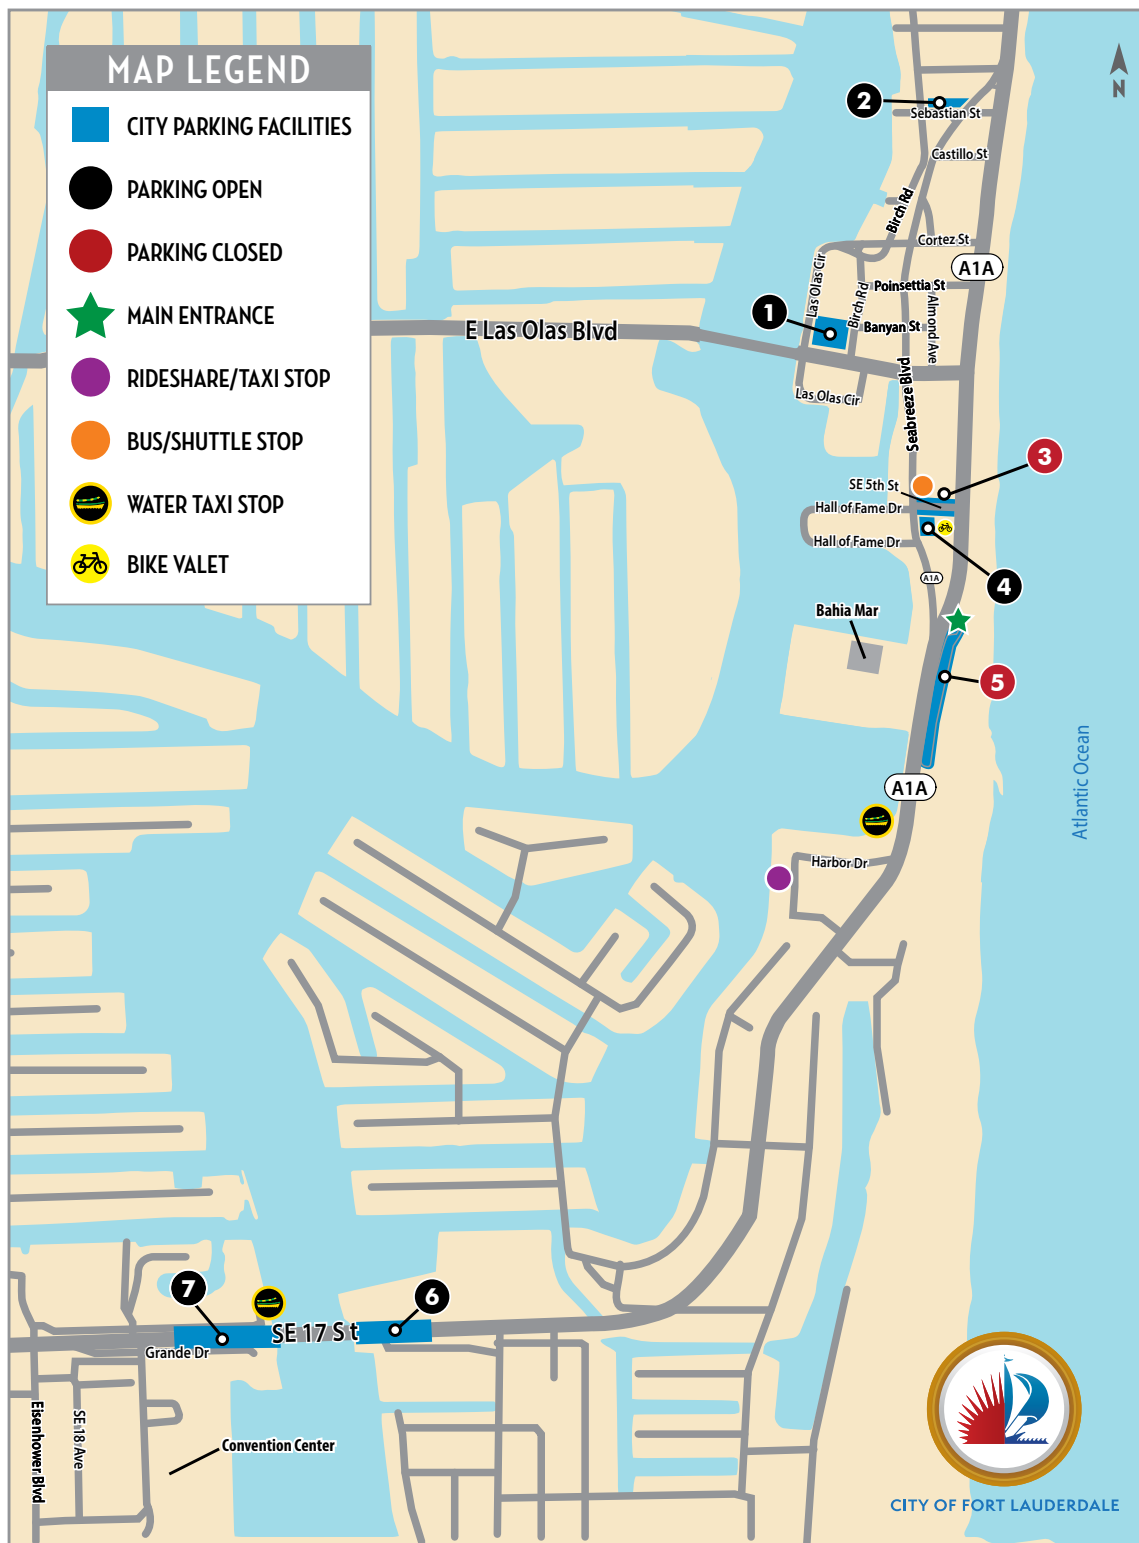 MAP LEGEND
CITY PARKING FACILITIES
PARKING OPEN
PARKING CLOSED
MAIN ENTRANCE
RIDESHARE/TAXI STOP
BUS/SHUTTLE STOP
WATER TAXI STOP
BIKE VALET
N
2
Sebastian St
Castillo St
Birch Rd
Cortez St
A1A
Las Olas Cir
Poinsettia St
Birch Rd
Almond Ave
1
Banyan St
E Las Olas Blvd
Seabreeze Blvd
Las Olas Cir
3
SE 5th St
Hall of Fame Dr
Hall of Fame Dr
A1A
4
Bahia Mar
5
Atlantic Ocean
A1A
Harbor Dr
7
6
SE 17 St
Grande Dr
Eisenhower Blvd
SE 18 Ave
Convention Center
CITY OF FORT LAUDERDALE